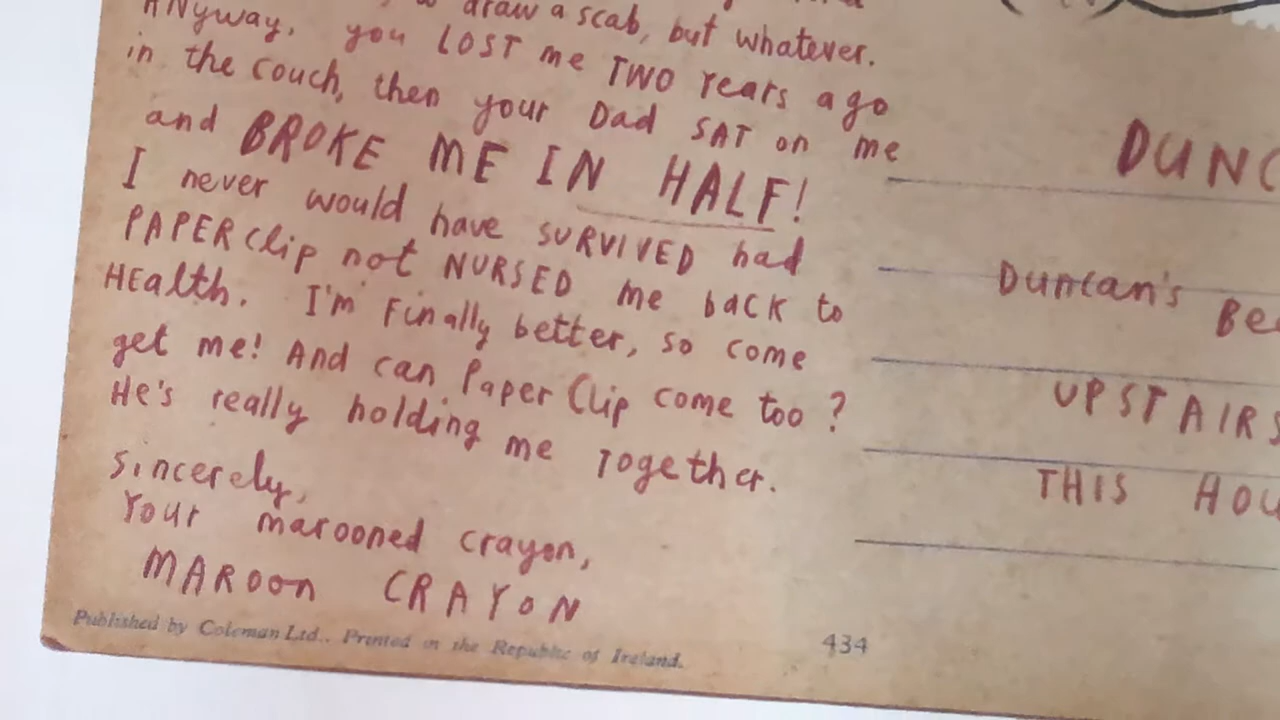 draw a scab, but whatever.
ANyway, you LOST me TWO Years ago
in the couch, then your Dad SAT on me
and BROKE ME IN HALF!
I never would have SURVIVED had
PAPERClip not NURSED me back to
HEalth. I'm Finally better, so come
get me! And can Paper Clip come too?
He's really holding me Together.
Sincerely,
Your marooned crayon,
MAROON CRAYON
Published by Coleman Ltd.. Printed in the Republic of Ireland.
434
DUNC
Duncan's Be
UPSTAIRS
THIS HOU